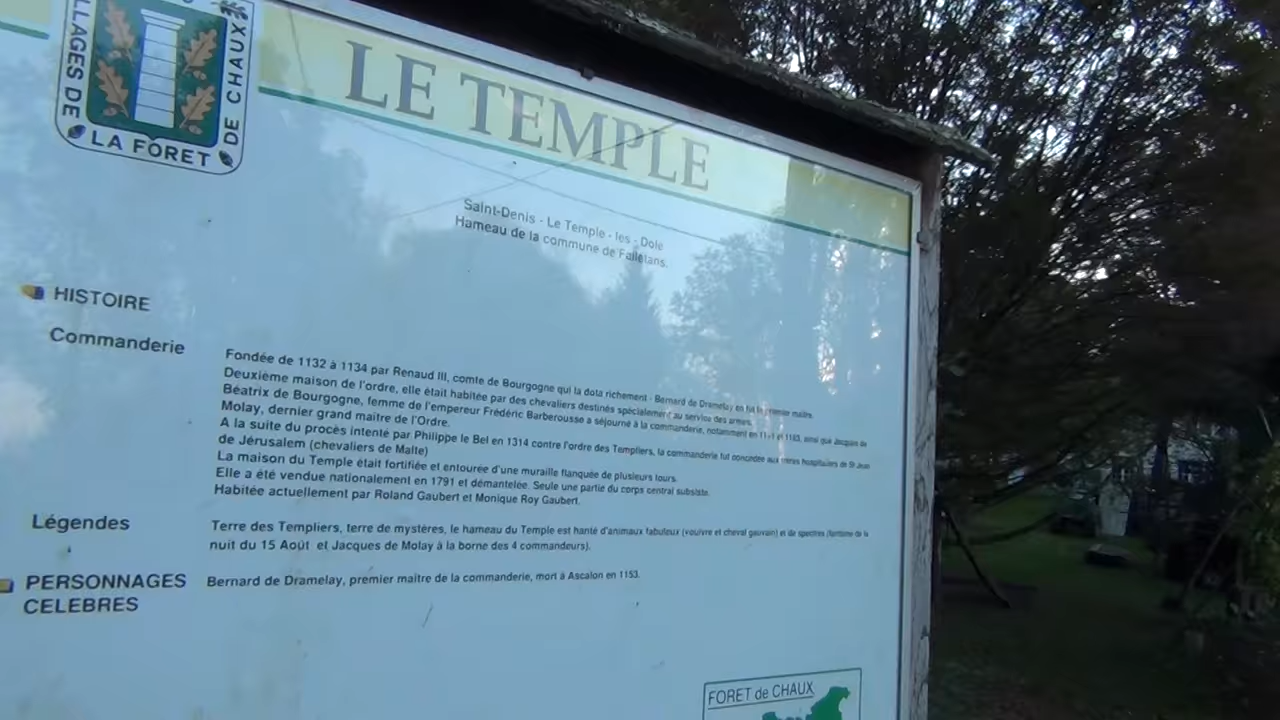 LLAGES DE
LA FORET
DE CHAUX
LE TEMPLE
Saint-Denis - Le Temple - les - Dole
Hameau de la commune de Falletans.
HISTOIRE
Commanderie
Fondée de 1132 à 1134 par Renaud III, comte de Bourgogne qui la dota richement - Bernard de Dramelay en fut le premier maître.
Deuxième maison de l'ordre, elle était habitée par des chevaliers destinés spécialement au service des armes.
Béatrix de Bourgogne, femme de l'empereur Frédéric Barberousse a séjourné à la commanderie, notamment en et 1183, ainsi que Jacques de
Molay, dernier grand maître de l'Ordre.
A la suite du procès intenté par Philippe le Bel en 1314 contre l'ordre des Templiers, la commanderie fut concédée aux frères hospitaliers de St Jean
de Jérusalem (chevaliers de Malte)
La maison du Temple était fortifiée et entourée d'une muraille flanquée de plusieurs tours.
Elle a été vendue nationalement en 1791 et démantelée. Seule une partie du corps central subsiste.
Habitée actuellement par Roland Gaubert et Monique Roy Gaubert.
Légendes
Terre des Templiers, terre de mystères, le hameau du Temple est hanté d'animaux fabuleux (vouivre et cheval gauvain) et de spectres (fantôme de la
nuit du 15 Août et Jacques de Molay à la borne des 4 commandeurs).
PERSONNAGES
CELEBRES
Bernard de Dramelay, premier maître de la commanderie, mort à Ascalon en 1153.
FORET de CHAUX